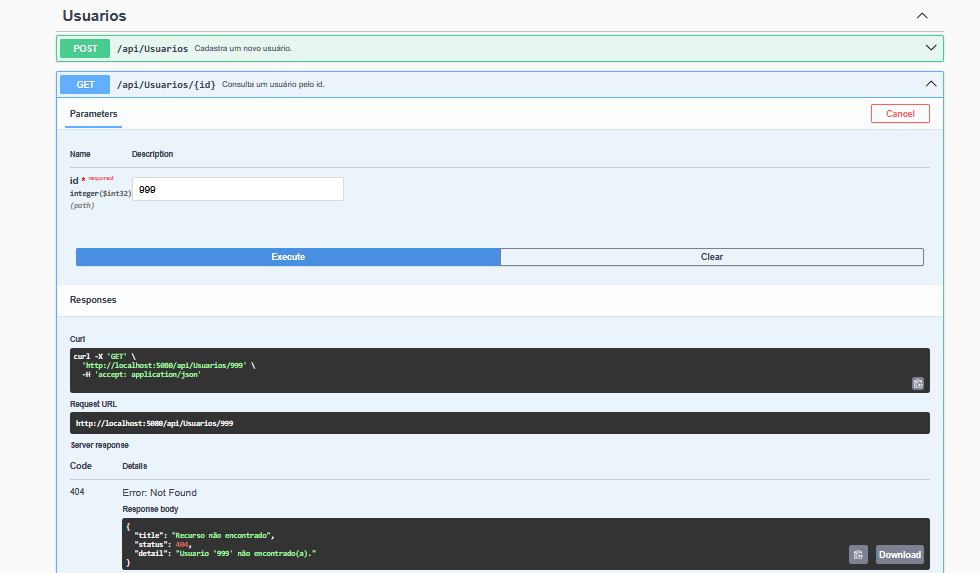 Usuarios
POST /api/Usuarios Cadastra um novo usuário.
GET /api/Usuarios/{id} Consulta um usuário pelo id.
Parameters
Cancel
Name Description
id * required
integer($int32)
(path)
999
Execute Clear
Responses
Curl
curl -X 'GET' \
'http://localhost:5080/api/Usuarios/999' \
-H 'accept: application/json'
Request URL
http://localhost:5080/api/Usuarios/999
Server response
Code Details
404 Error: Not Found
Response body
{
"title": "Recurso não encontrado",
"status": 404,
"detail": "Usuario '999' não encontrado(a)."
}
Download